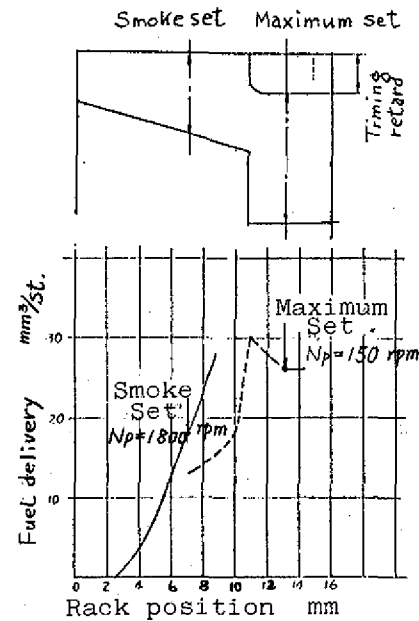 Smoke set Maximum set
Timing
retard
Fuel delivery mm³/st.
30
20
10
Maximum
Set
Np=150 rpm
Smoke
Set
Np=1800 rpm
0 2 4 6 8 10 12 14 16
Rack position mm